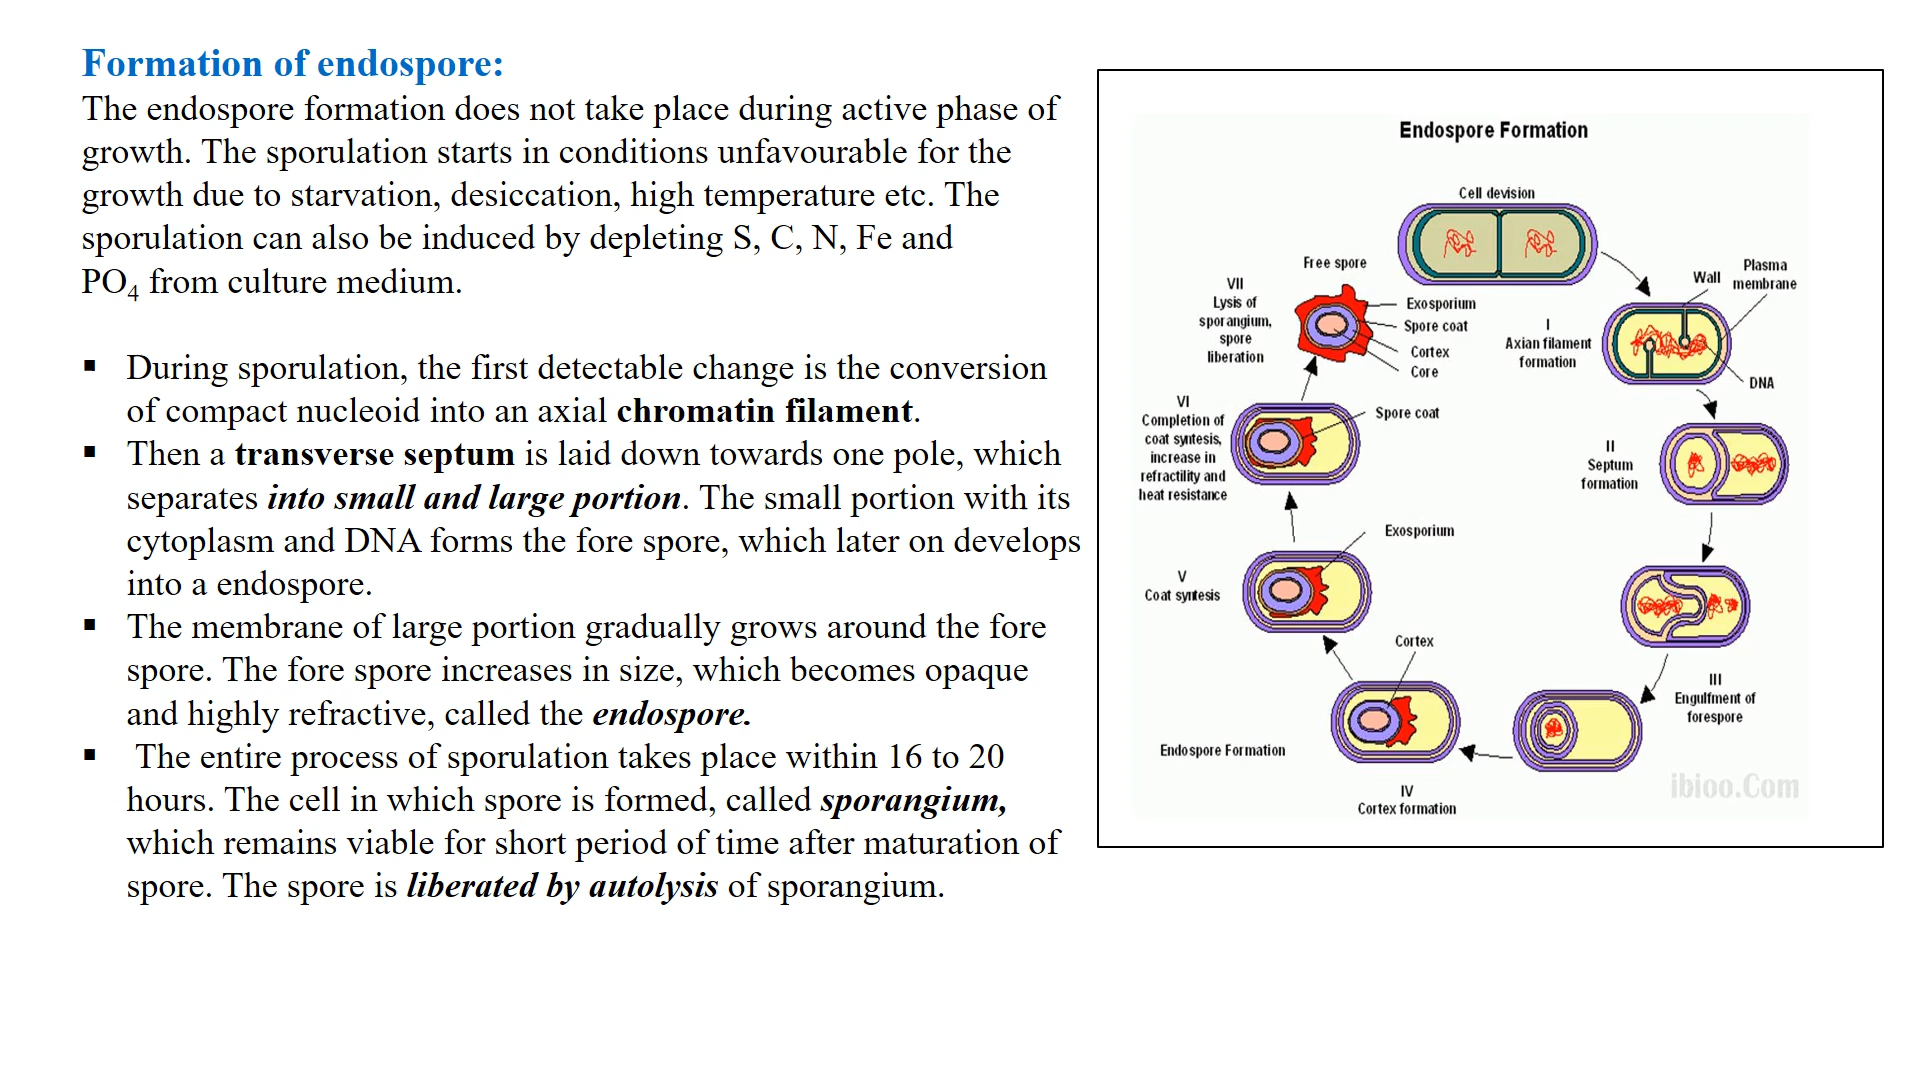 Formation of endospore:
The endospore formation does not take place during active phase of
growth. The sporulation starts in conditions unfavourable for the
growth due to starvation, desiccation, high temperature etc. The
sporulation can also be induced by depleting S, C, N, Fe and
PO4 from culture medium.
▪ During sporulation, the first detectable change is the conversion
of compact nucleoid into an axial chromatin filament.
▪ Then a transverse septum is laid down towards one pole, which
separates into small and large portion. The small portion with its
cytoplasm and DNA forms the fore spore, which later on develops
into a endospore.
▪ The membrane of large portion gradually grows around the fore
spore. The fore spore increases in size, which becomes opaque
and highly refractive, called the endospore.
▪ The entire process of sporulation takes place within 16 to 20
hours. The cell in which spore is formed, called sporangium,
which remains viable for short period of time after maturation of
spore. The spore is liberated by autolysis of sporangium.
Endospore Formation
Cell devision
Wall
Plasma
membrane
DNA
I
Axian filament
formation
II
Septum
formation
III
Engulfment of
forespore
IV
Cortex formation
Endospore Formation
Cortex
V
Coat syntesis
Exosporium
VI
Completion of
coat syntesis,
increase in
refractility and
heat resistance
Spore coat
VII
Lysis of
sporangium,
spore
liberation
Free spore
Exosporium
Spore coat
Cortex
Core
ibioo.Com